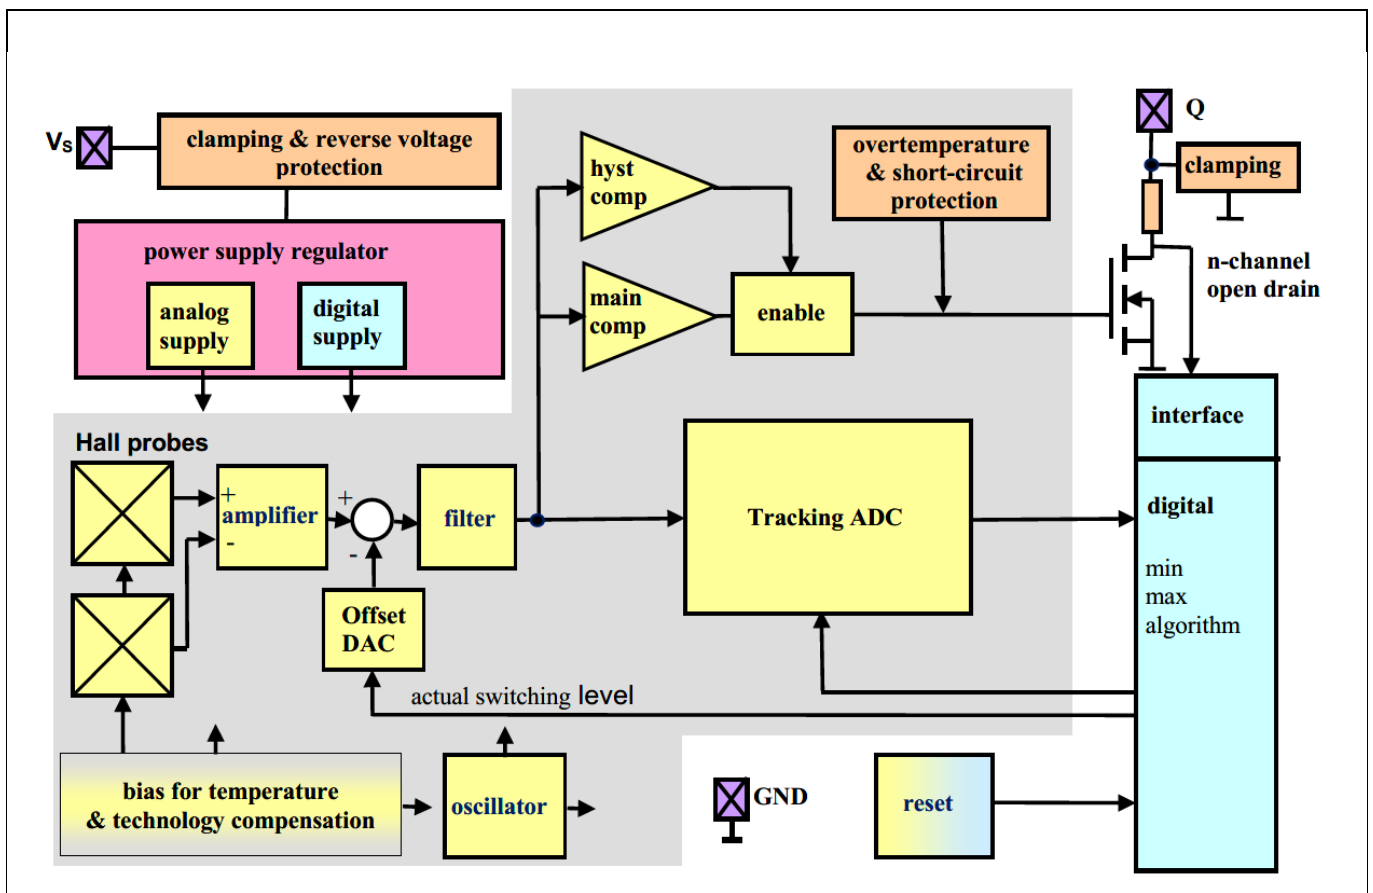 V_S
clamping & reverse voltage
protection
power supply regulator
analog
supply
digital
supply
hyst
comp
main
comp
enable
overtemperature
& short-circuit
protection
Q
clamping
n-channel
open drain
interface
digital
min
max
algorithm
Hall probes
+
amplifier
-
+
-
filter
Tracking ADC
Offset
DAC
actual switching level
bias for temperature
& technology compensation
oscillator
GND
reset